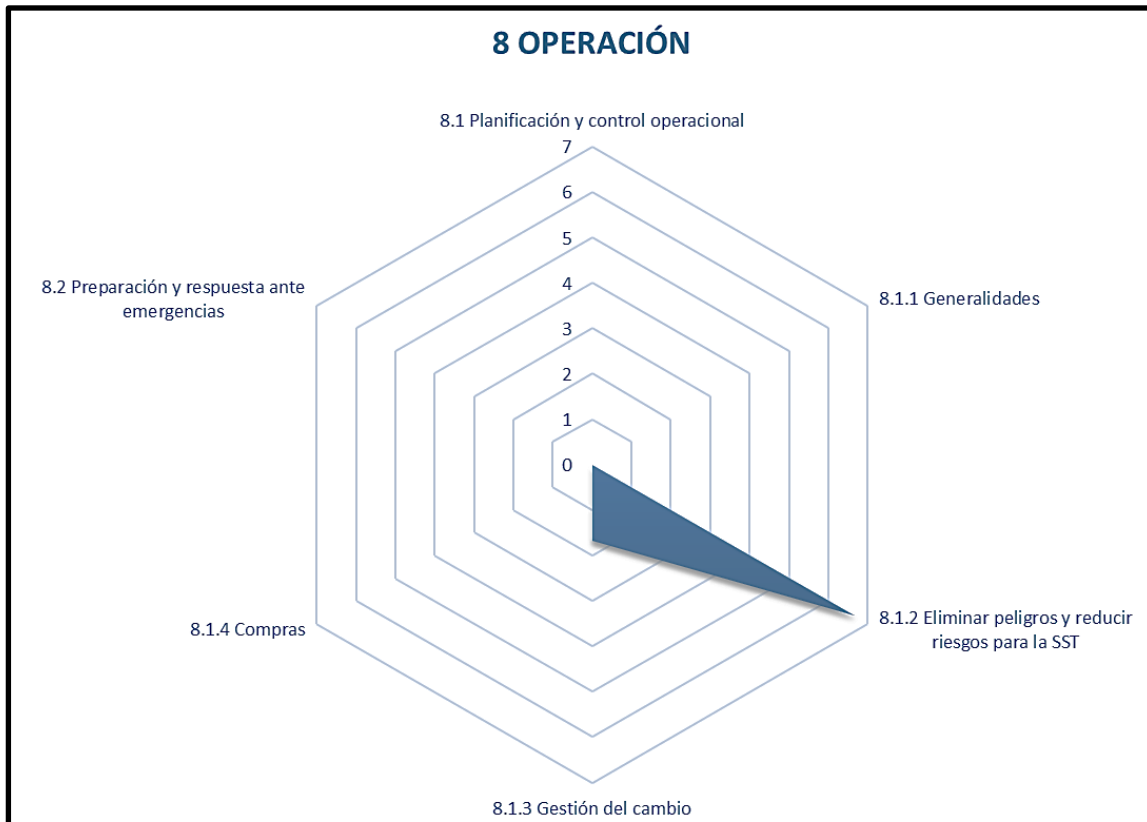 8 OPERACIÓN
8.1 Planificación y control operacional
7
6
5
4
3
2
1
0
8.2 Preparación y respuesta ante
emergencias
8.1.1 Generalidades
8.1.4 Compras
8.1.2 Eliminar peligros y reducir
riesgos para la SST
8.1.3 Gestión del cambio